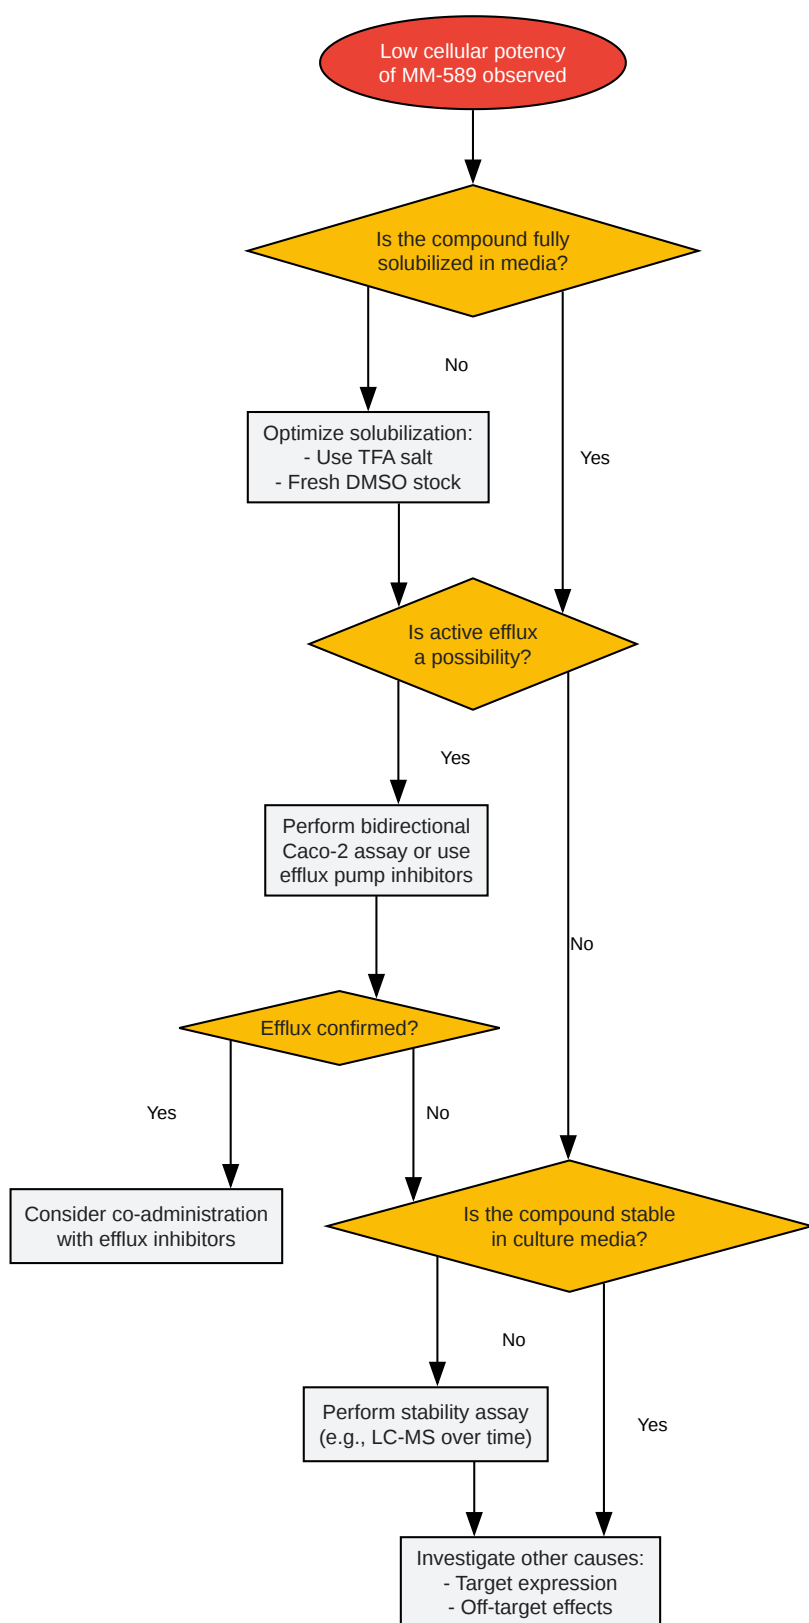 Low cellular potency
of MM-589 observed
Is the compound fully
solubilized in media?
No
Optimize solubilization:
- Use TFA salt
- Fresh DMSO stock
Yes
Is active efflux
a possibility?
Yes
Perform bidirectional
Caco-2 assay or use
efflux pump inhibitors
No
Efflux confirmed?
Yes
No
Consider co-administration
with efflux inhibitors
Is the compound stable
in culture media?
No
Perform stability assay
(e.g., LC-MS over time)
Yes
Investigate other causes:
- Target expression
- Off-target effects